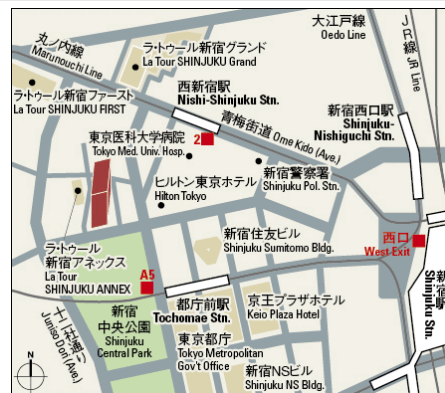 大江戸線
Oedo Line
JR線 JR Line
丸ノ内線
Marunouchi Line
ラ・トゥール新宿グランド
La Tour SHINJUKU Grand
西新宿駅
Nishi-Shinjuku Stn.
ラ・トゥール新宿ファースト
La Tour SHINJUKU FIRST
新宿西口駅
Shinjuku-
Nishiguchi Stn.
青梅街道 Ome Kido (Ave.)
2
東京医科大学病院
Tokyo Med. Univ. Hosp.
新宿警察署
Shinjuku Pol. Stn.
ヒルトン東京ホテル
Hilton Tokyo
新宿住友ビル
Shinjuku Sumitomo Bldg.
西口
West Exit
ラ・トゥール
新宿アネックス
La Tour
SHINJUKU ANNEX
A5
新宿駅
Shinjuku Stn.
都庁前駅
Tochomae Stn.
京王プラザホテル
Keio Plaza Hotel
新宿
中央公園
Shinjuku
Central Park
十二社通り
Juniso Dori (Ave.)
東京都庁
Tokyo Metropolitan
Gov't Office
新宿NSビル
Shinjuku NS Bldg.
N